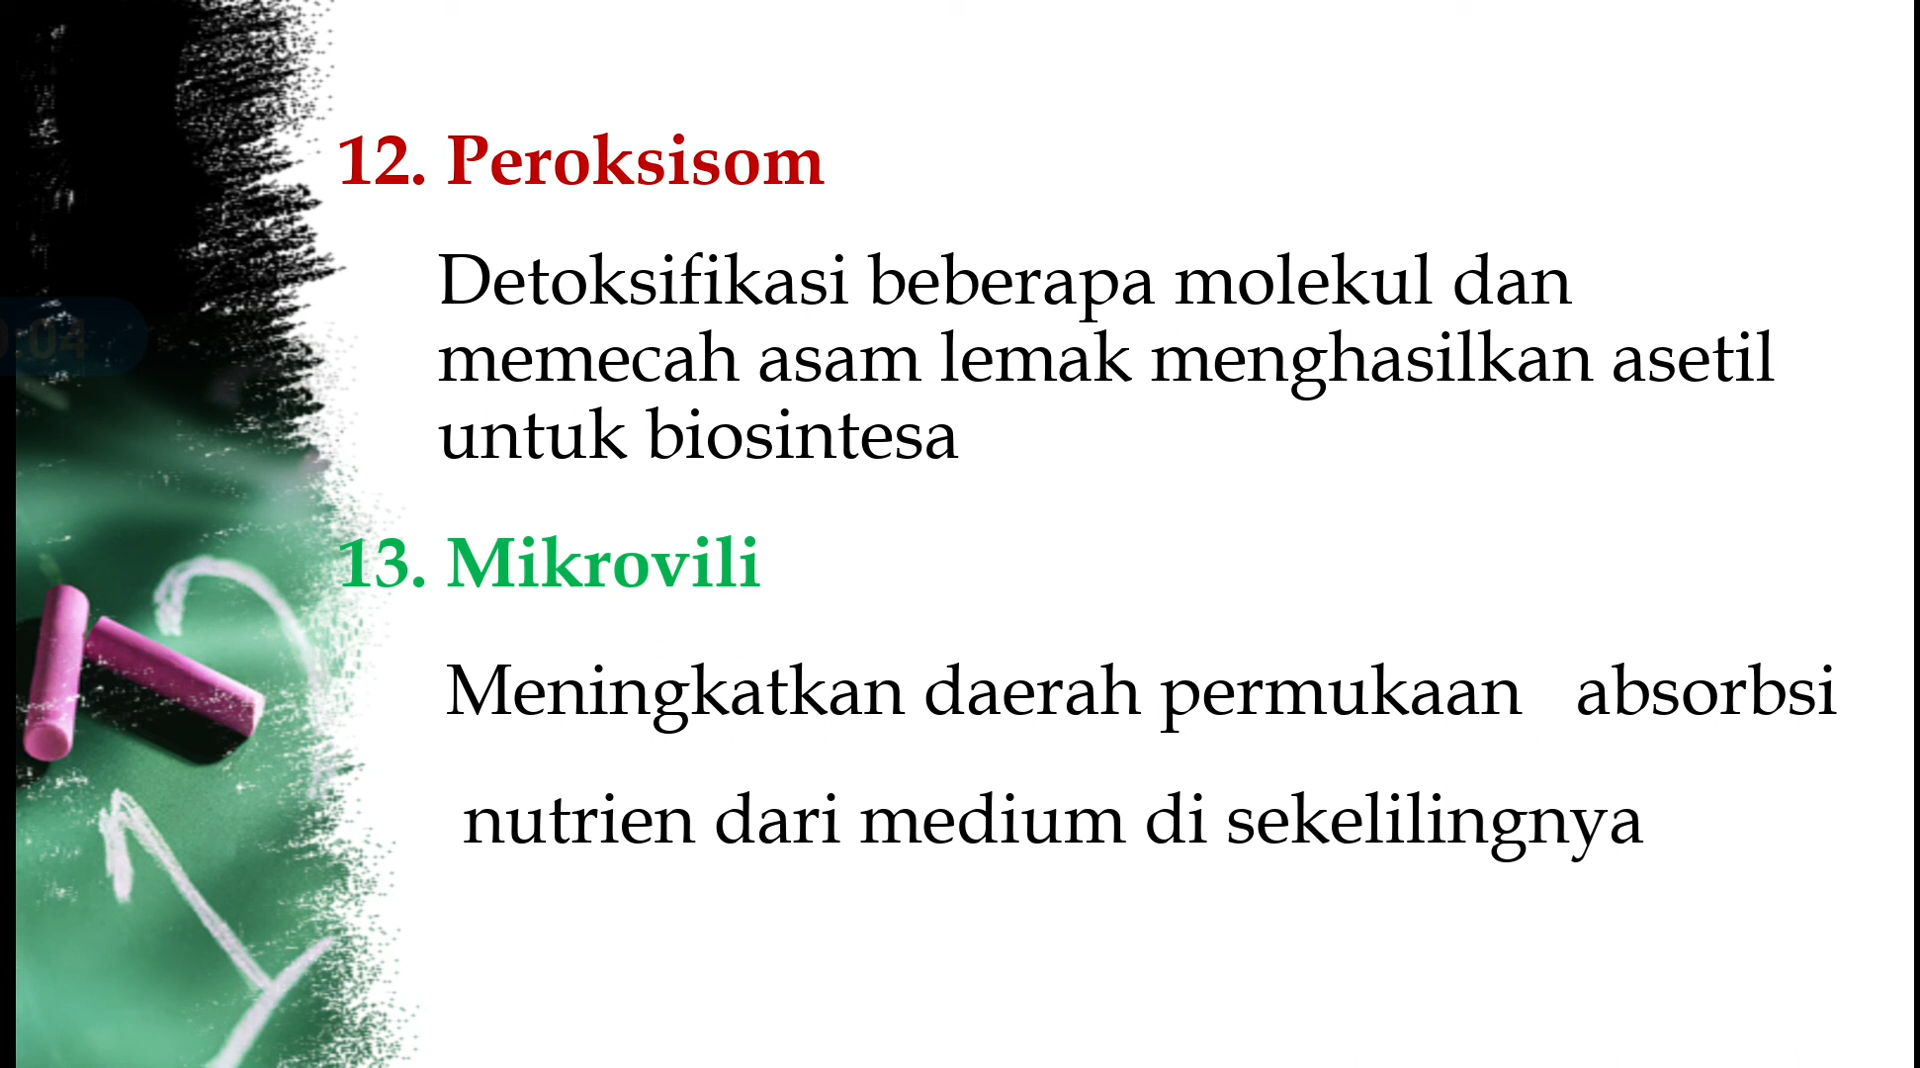 12. Peroksisom
Detoksifikasi beberapa molekul dan
memecah asam lemak menghasilkan asetil
untuk biosintesa
13. Mikrovili
Meningkatkan daerah permukaan absorbsi
nutrien dari medium di sekelilingnya